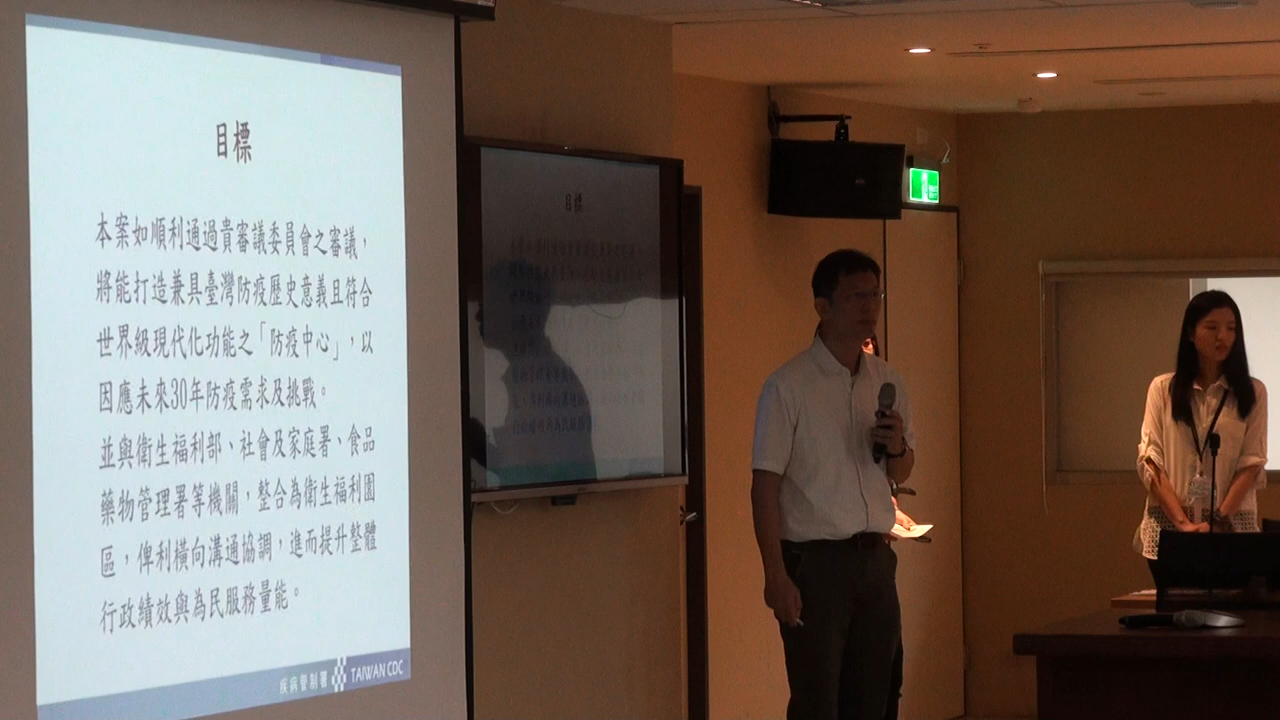 目標
本案如順利通過貴審議委員會之審議，
將能打造兼具臺灣防疫歷史意義且符合
世界級現代化功能之「防疫中心」，以
因應未來30年防疫需求及挑戰。
並與衛生福利部、社會及家庭署、食品
藥物管理署等機關，整合為衛生福利園
區，俾利橫向溝通協調，進而提升整體
行政績效與為民服務量能。
疾病管制署 TAIWAN CDC
目標